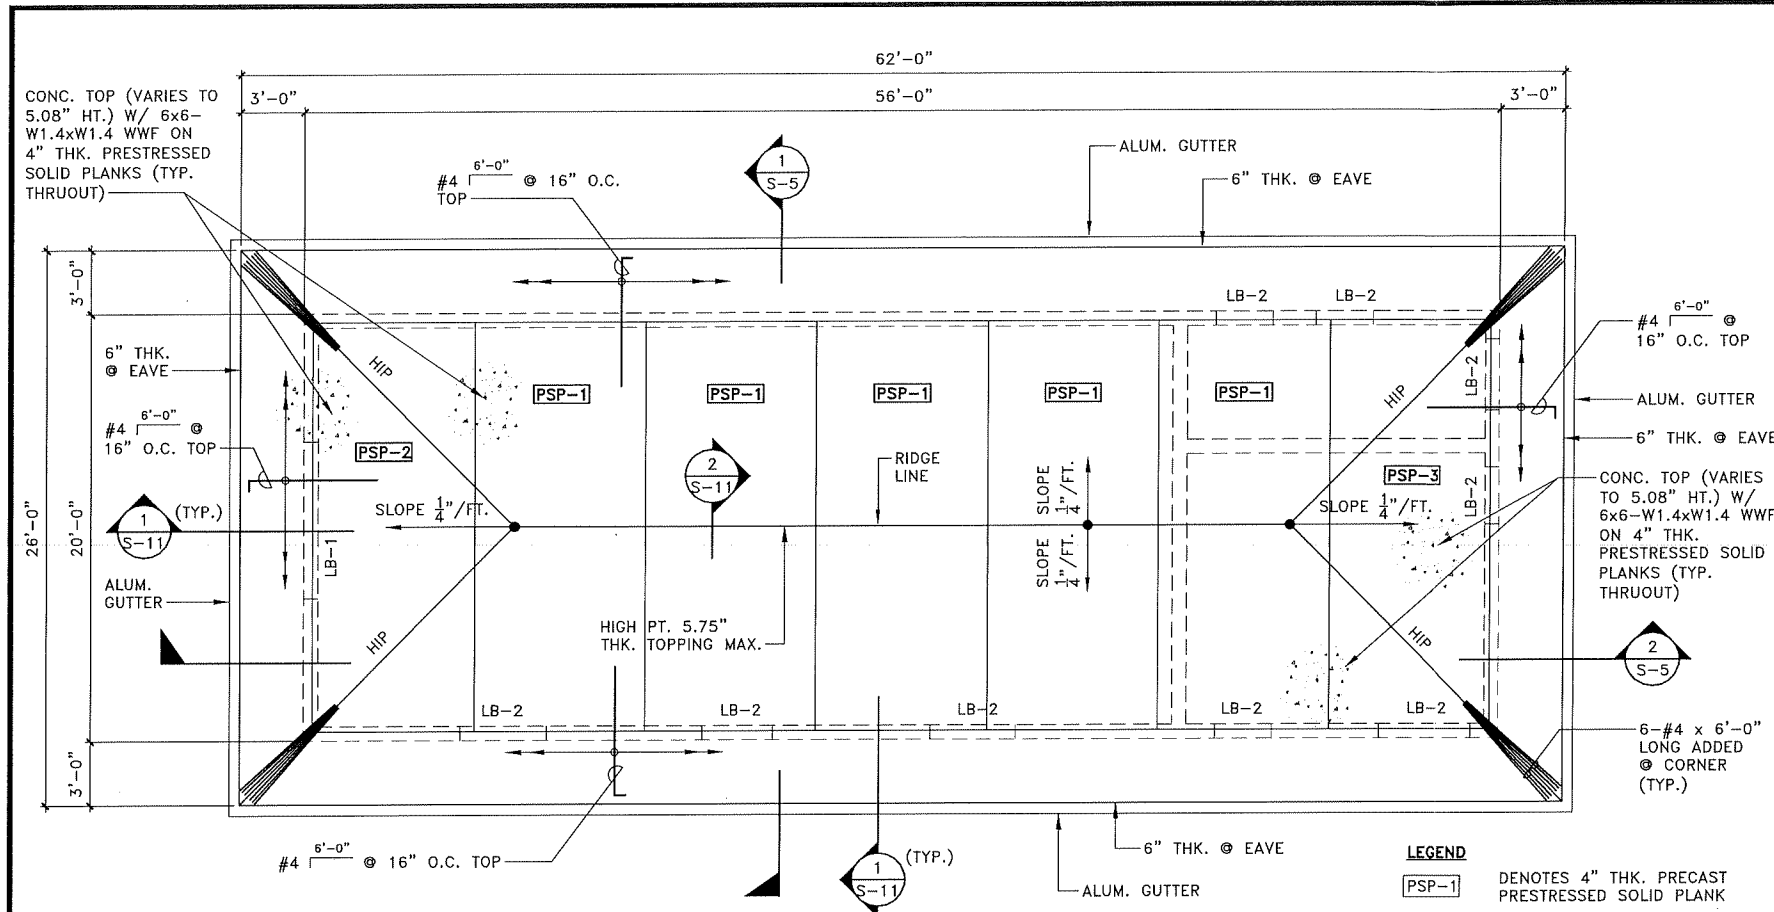 62'-0"
3'-0"
56'-0"
3'-0"
CONC. TOP (VARIES TO
5.08" HT.) W/ 6x6-
W1.4xW1.4 WWF ON
4" THK. PRESTRESSED
SOLID PLANKS (TYP.
THRUOUT)
#4 6'-0" @ 16" O.C.
TOP
1
S-5
ALUM. GUTTER
6" THK. @ EAVE
3'-0"
LB-2
LB-2
#4 6'-0" @
16" O.C. TOP
6" THK.
@ EAVE
HIP
PSP-1
PSP-1
PSP-1
PSP-1
PSP-1
HIP
LB-2
ALUM. GUTTER
#4 6'-0" @
16" O.C. TOP
PSP-2
6" THK. @ EAVE
2
S-11
RIDGE
LINE
PSP-3
LB-2
CONC. TOP (VARIES
TO 5.08" HT.) W/
6x6-W1.4xW1.4 WWF
ON 4" THK.
PRESTRESSED SOLID
PLANKS (TYP.
THRUOUT)
1
S-11
(TYP.)
SLOPE 1/4"/FT.
SLOPE 1/4"/FT.
SLOPE 1/4"/FT.
SLOPE 1/4"/FT.
26'-0"
20'-0"
LB-1
ALUM.
GUTTER
HIP
HIGH PT. 5.75"
THK. TOPPING MAX.
HIP
2
S-5
LB-2
LB-2
LB-2
LB-2
LB-2
3'-0"
6-#4 x 6'-0"
LONG ADDED
@ CORNER
(TYP.)
#4 6'-0" @ 16" O.C. TOP
1
S-11
(TYP.)
6" THK. @ EAVE
ALUM. GUTTER
LEGEND
PSP-1
DENOTES 4" THK. PRECAST
PRESTRESSED SOLID PLANK